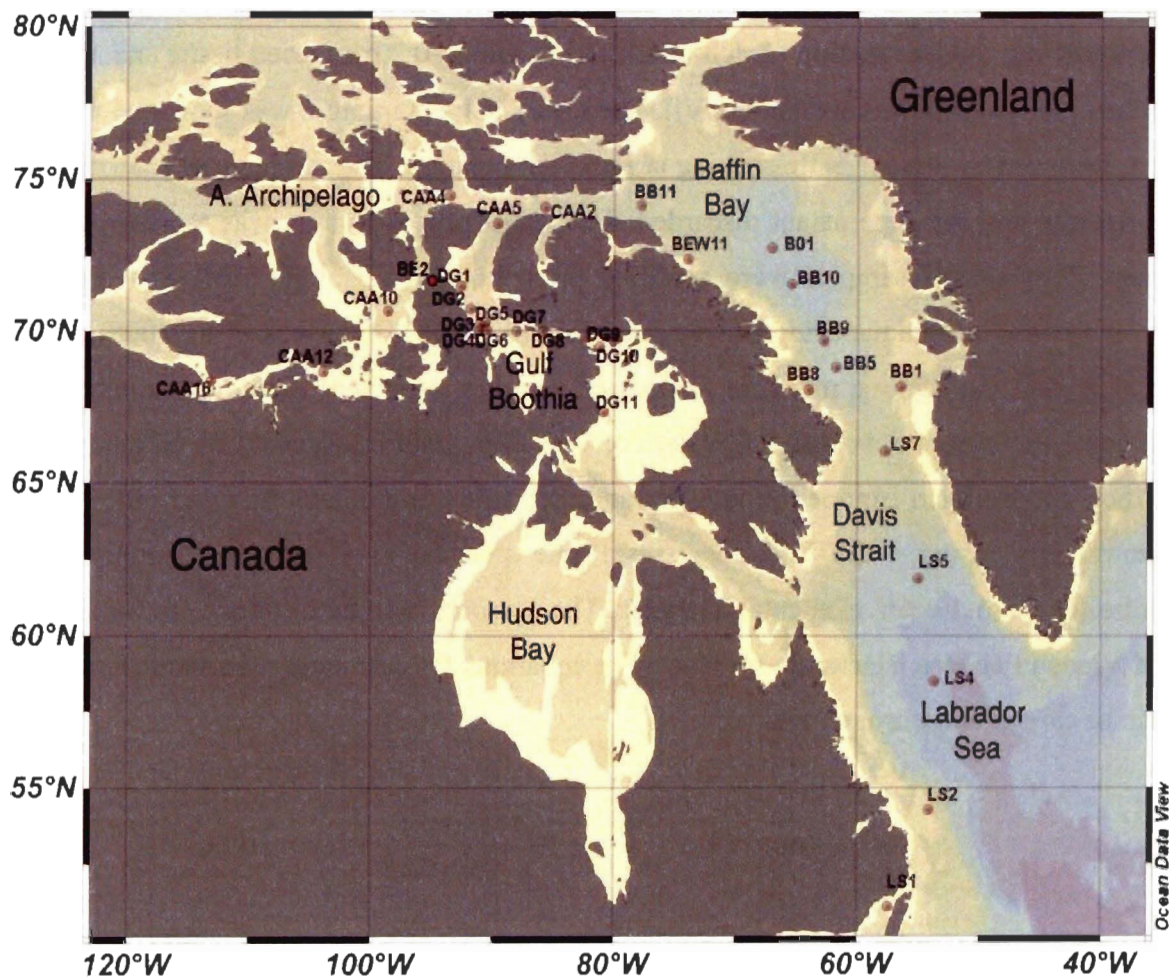 80°N
Greenland
Baffin
Bay
75°N
BB11
A. Archipelago
CAA4
CAA5
CAA2
BEW11
B01
BE2
DG1
BB10
CAA10
DG2
DG5
DG7
70°N
DG3
DG9
BB9
DG4
DG6
DG8
DG10
Gulf
Boothia
CAA12
BB5
BB8
BB1
DG11
LS7
65°N
Davis
Strait
Canada
LS5
Hudson
Bay
60°N
LS4
Labrador
Sea
55°N
LS2
LS1
Ocean Data View
120°W
100°W
80°W
60°W
40°W